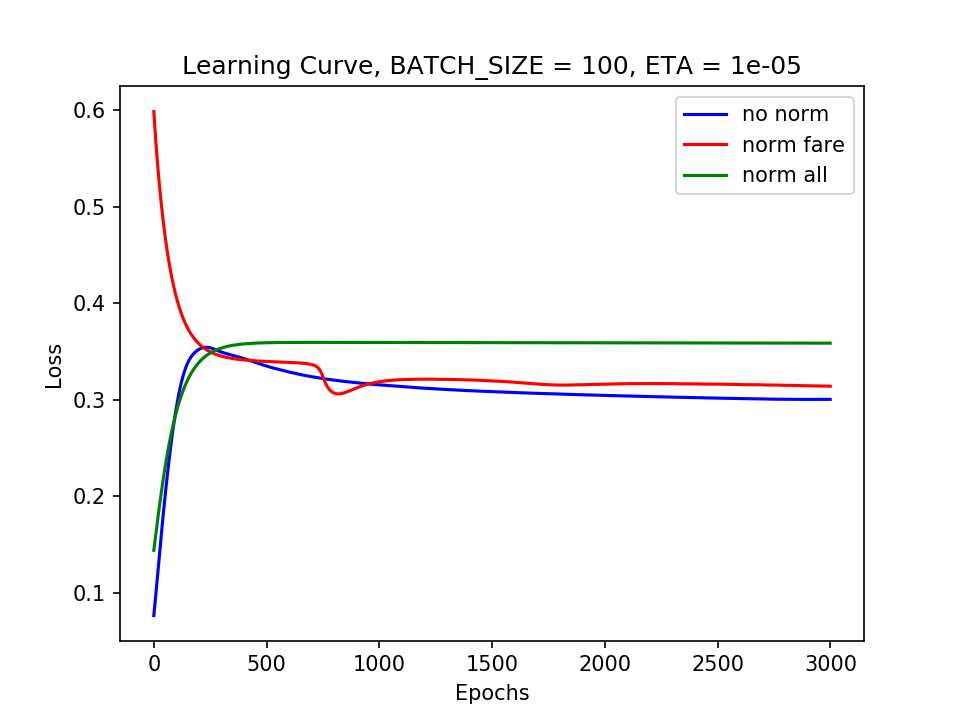 Learning Curve, BATCH_SIZE = 100, ETA = 1e-05
no norm
norm fare
norm all
0.6
0.5
0.4
0.3
0.2
0.1
Loss
0 500 1000 1500 2000 2500 3000
Epochs